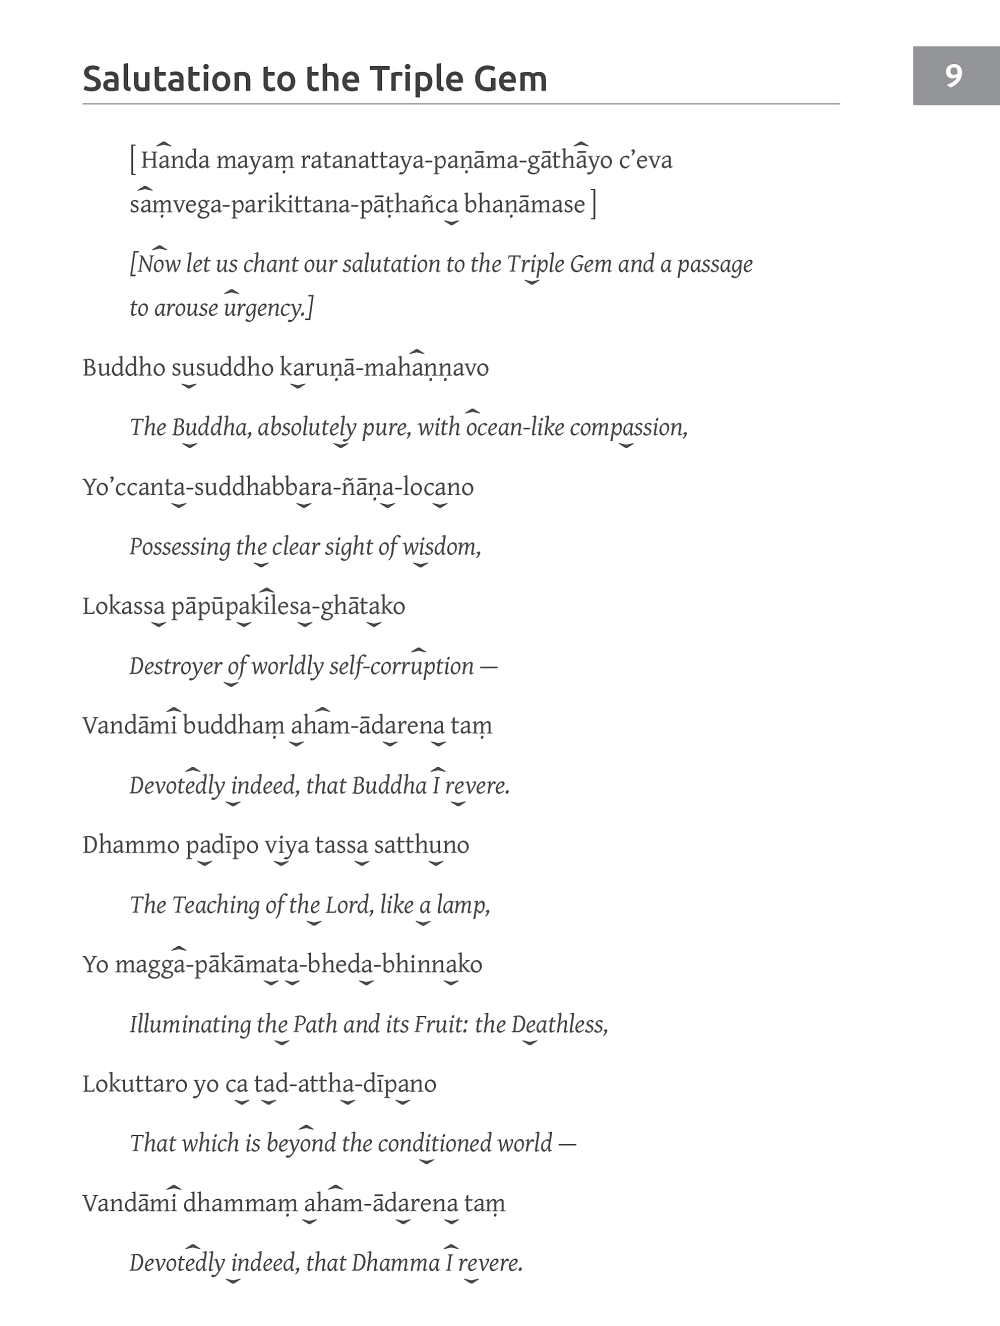 Salutation to the Triple Gem
9
[ Handa mayaṃ ratanattaya-paṇāma-gāthāyo c’eva
saṃvega-parikittana-pāṭhañca bhaṇāmase ]
[Now let us chant our salutation to the Triple Gem and a passage
to arouse urgency.]
Buddho susuddho karuṇā-mahaṇṇavo
The Buddha, absolutely pure, with ocean-like compassion,
Yo’ccanta-suddhabbara-ñāṇa-locano
Possessing the clear sight of wisdom,
Lokassa pāpūpakilesa-ghātako
Destroyer of worldly self-corruption —
Vandāmi buddhaṃ aham-ādarena taṃ
Devotedly indeed, that Buddha I revere.
Dhammo padīpo viya tassa satthuno
The Teaching of the Lord, like a lamp,
Yo magga-pākāmata-bheda-bhinnako
Illuminating the Path and its Fruit: the Deathless,
Lokuttaro yo ca tad-attha-dīpano
That which is beyond the conditioned world —
Vandāmi dhammaṃ aham-ādarena taṃ
Devotedly indeed, that Dhamma I revere.